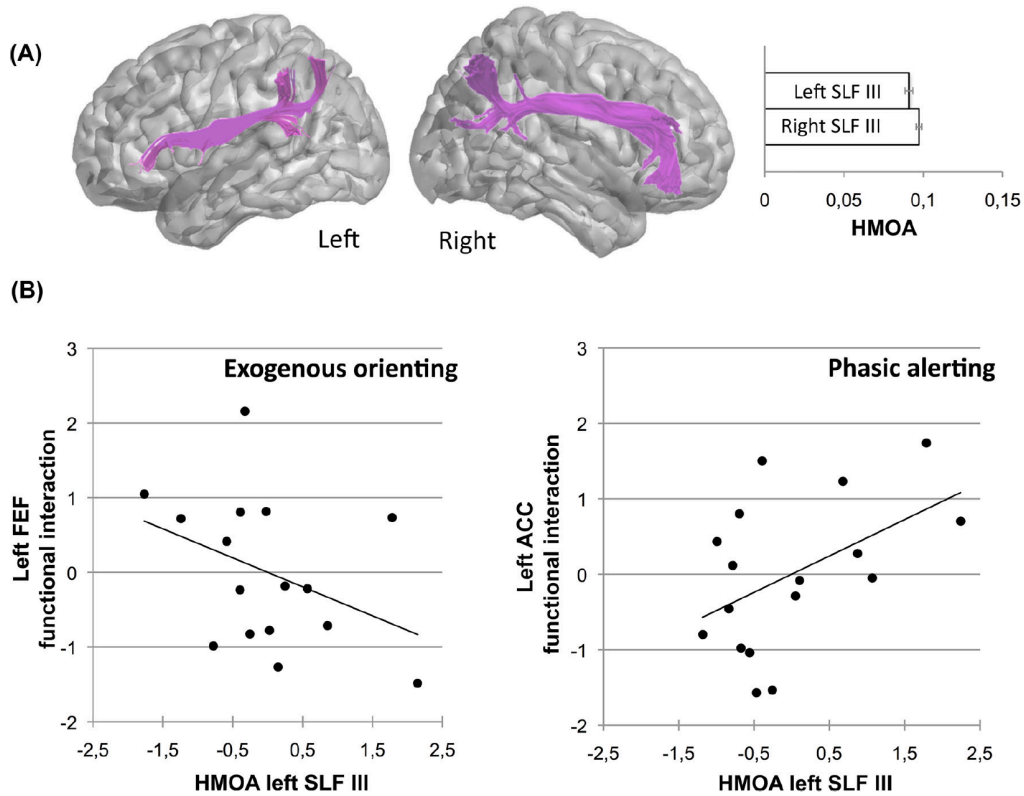 (A)
Left
Right
Left SLF III
Right SLF III
0 0,05 0,1 0,15
HMOA
(B)
Exogenous orienting
3
2
1
0
-1
-2
Left FEF
functional interaction
-2,5 -1,5 -0,5 0,5 1,5 2,5
HMOA left SLF III
Phasic alerting
3
2
1
0
-1
-2
Left ACC
functional interaction
-2,5 -1,5 -0,5 0,5 1,5 2,5
HMOA left SLF III